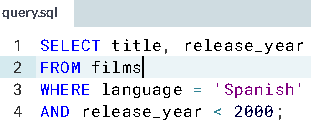 query.sql
1 SELECT title, release_year
2 FROM films
3 WHERE language = 'Spanish'
4 AND release_year < 2000;